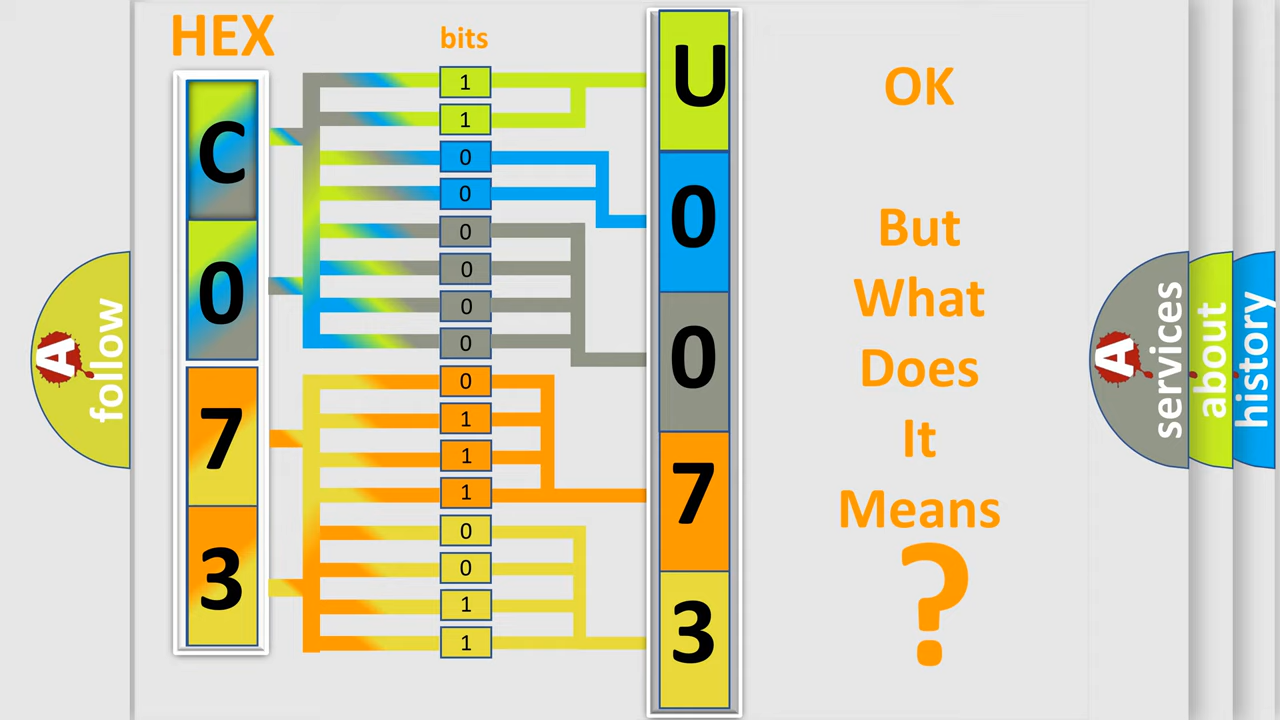 HEX
bits
C
0
7
3
1
1
0
0
0
0
0
0
0
1
1
1
0
0
1
1
U
0
0
7
3
OK
But
What
Does
It
Means
?
A
follow
A
services
about
history